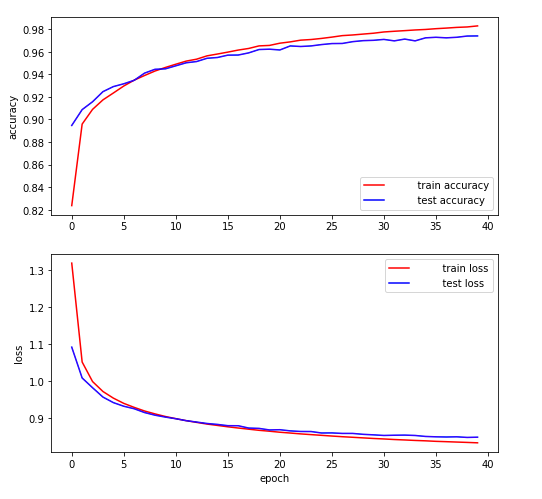 0.98
0.96
0.94
0.92
0.90
0.88
0.86
0.84
0.82
accuracy
train accuracy
test accuracy
0 5 10 15 20 25 30 35 40
1.3
1.2
1.1
1.0
0.9
loss
train loss
test loss
0 5 10 15 20 25 30 35 40
epoch